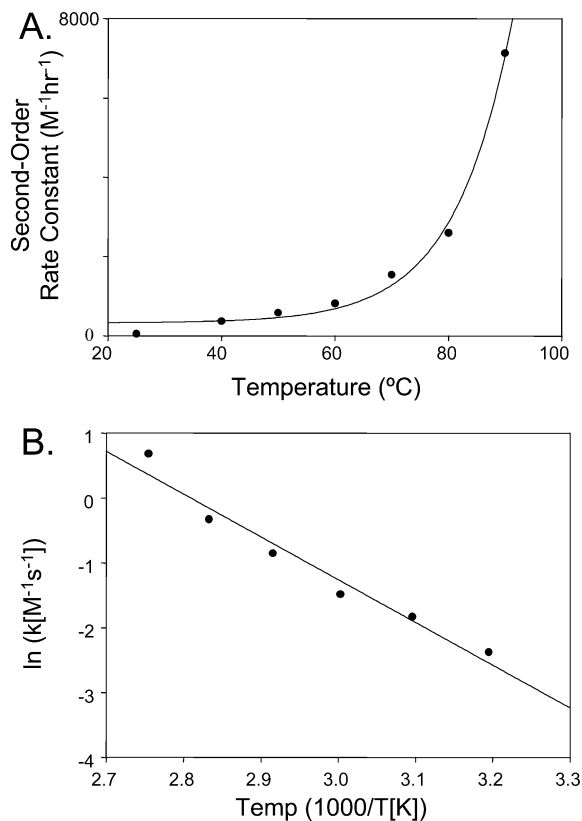 A.
8000
Second-Order
Rate Constant (M⁻¹hr⁻¹)
0
20 40 60 80 100
Temperature (ºC)
B.
1
0
-1
-2
-3
-4
ln (k[M⁻¹s⁻¹])
2.7 2.8 2.9 3.0 3.1 3.2 3.3
Temp (1000/T[K])